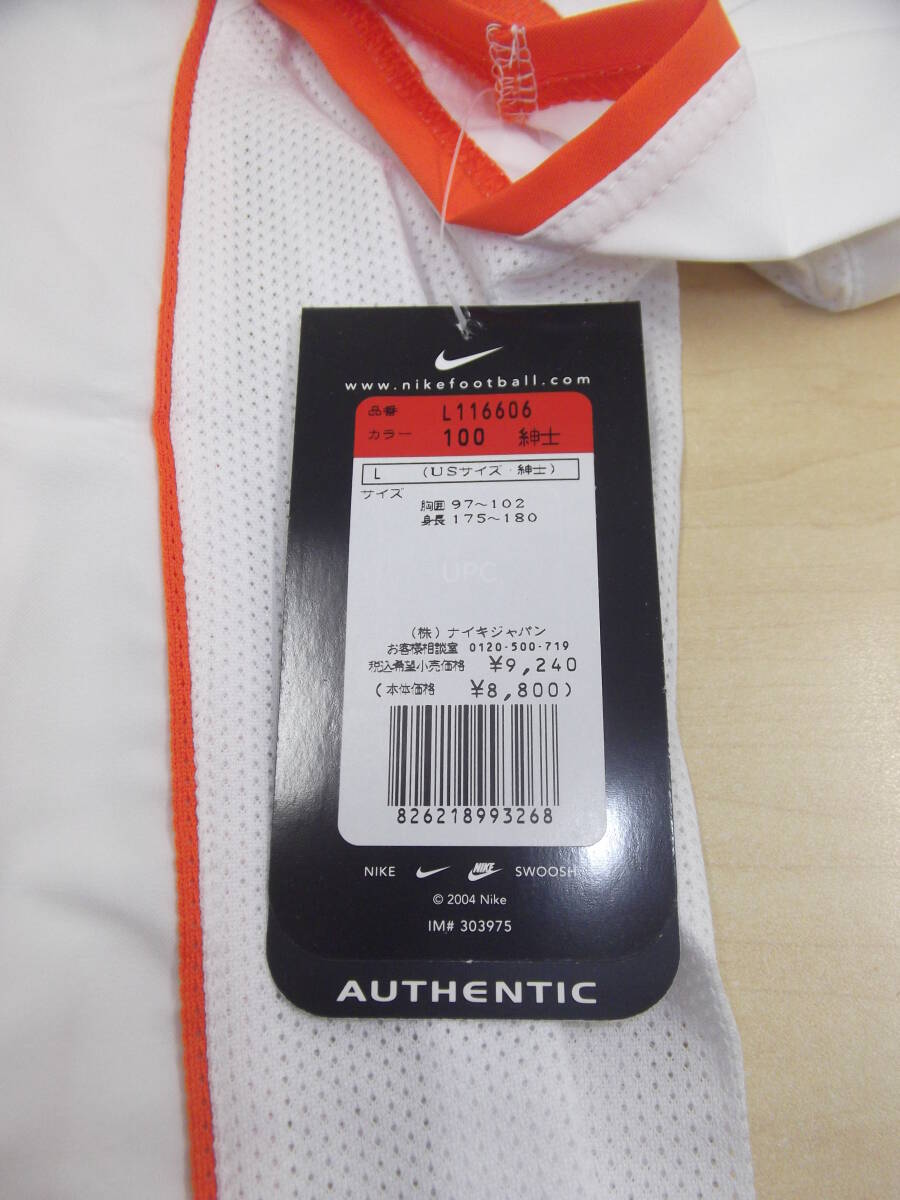 www.nikefootball.com
品番 L116606
カラー 100 紳士
L (USサイズ・紳士)
サイズ
胸囲 97～102
身長 175～180
UPC
(株) ナイキジャパン
お客様相談室 0120-500-719
税込希望小売価格 ¥9,240
(本体価格 ¥8,800)
826218993268
NIKE NIKE SWOOSH
© 2004 Nike
IM# 303975
AUTHENTIC